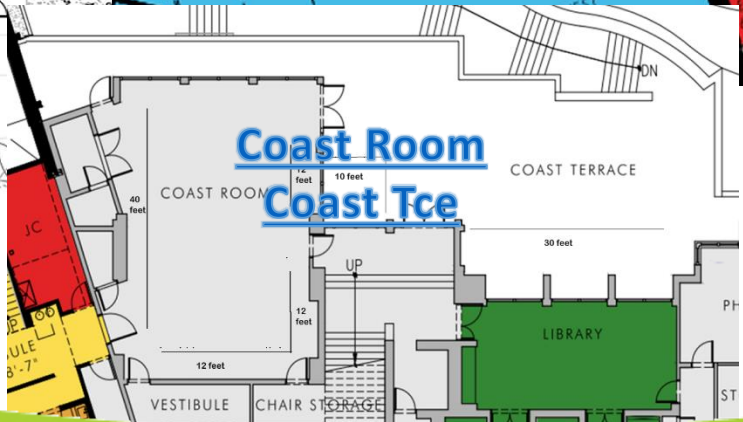 DN
Coast Room
12
feet
10 feet
COAST TERRACE
40
feet
COAST ROOM
Coast Tce
JC
30 feet
UP
12
feet
LIBRARY
PH
12 feet
8'-7"
VESTIBULE
CHAIR STORAGE
ST